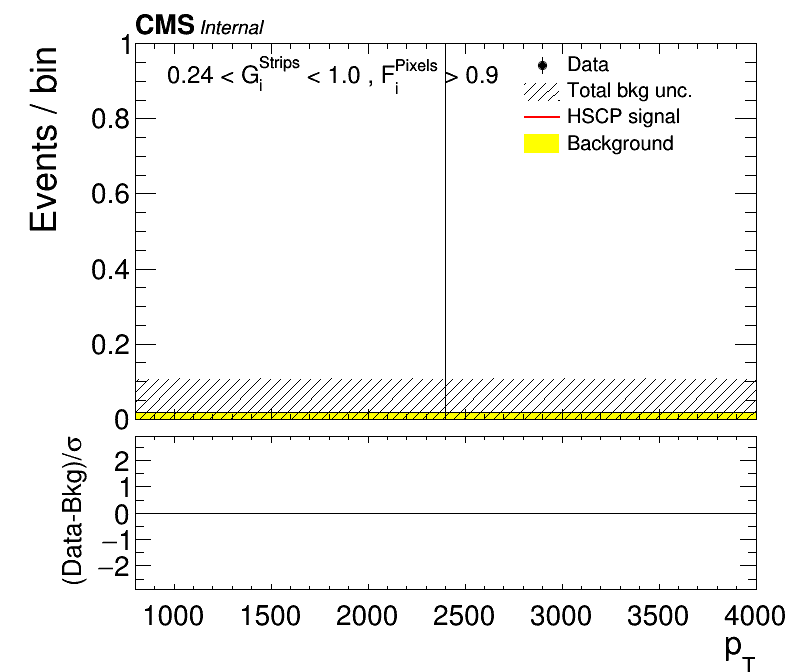 CMS Internal
0.24 < G_i^Strips < 1.0 , F_i^Pixels > 0.9
Data
Total bkg unc.
HSCP signal
Background
Events / bin
1
0.8
0.6
0.4
0.2
0
(Data-Bkg)/σ
2
1
0
−1
−2
1000 1500 2000 2500 3000 3500 4000
p_T